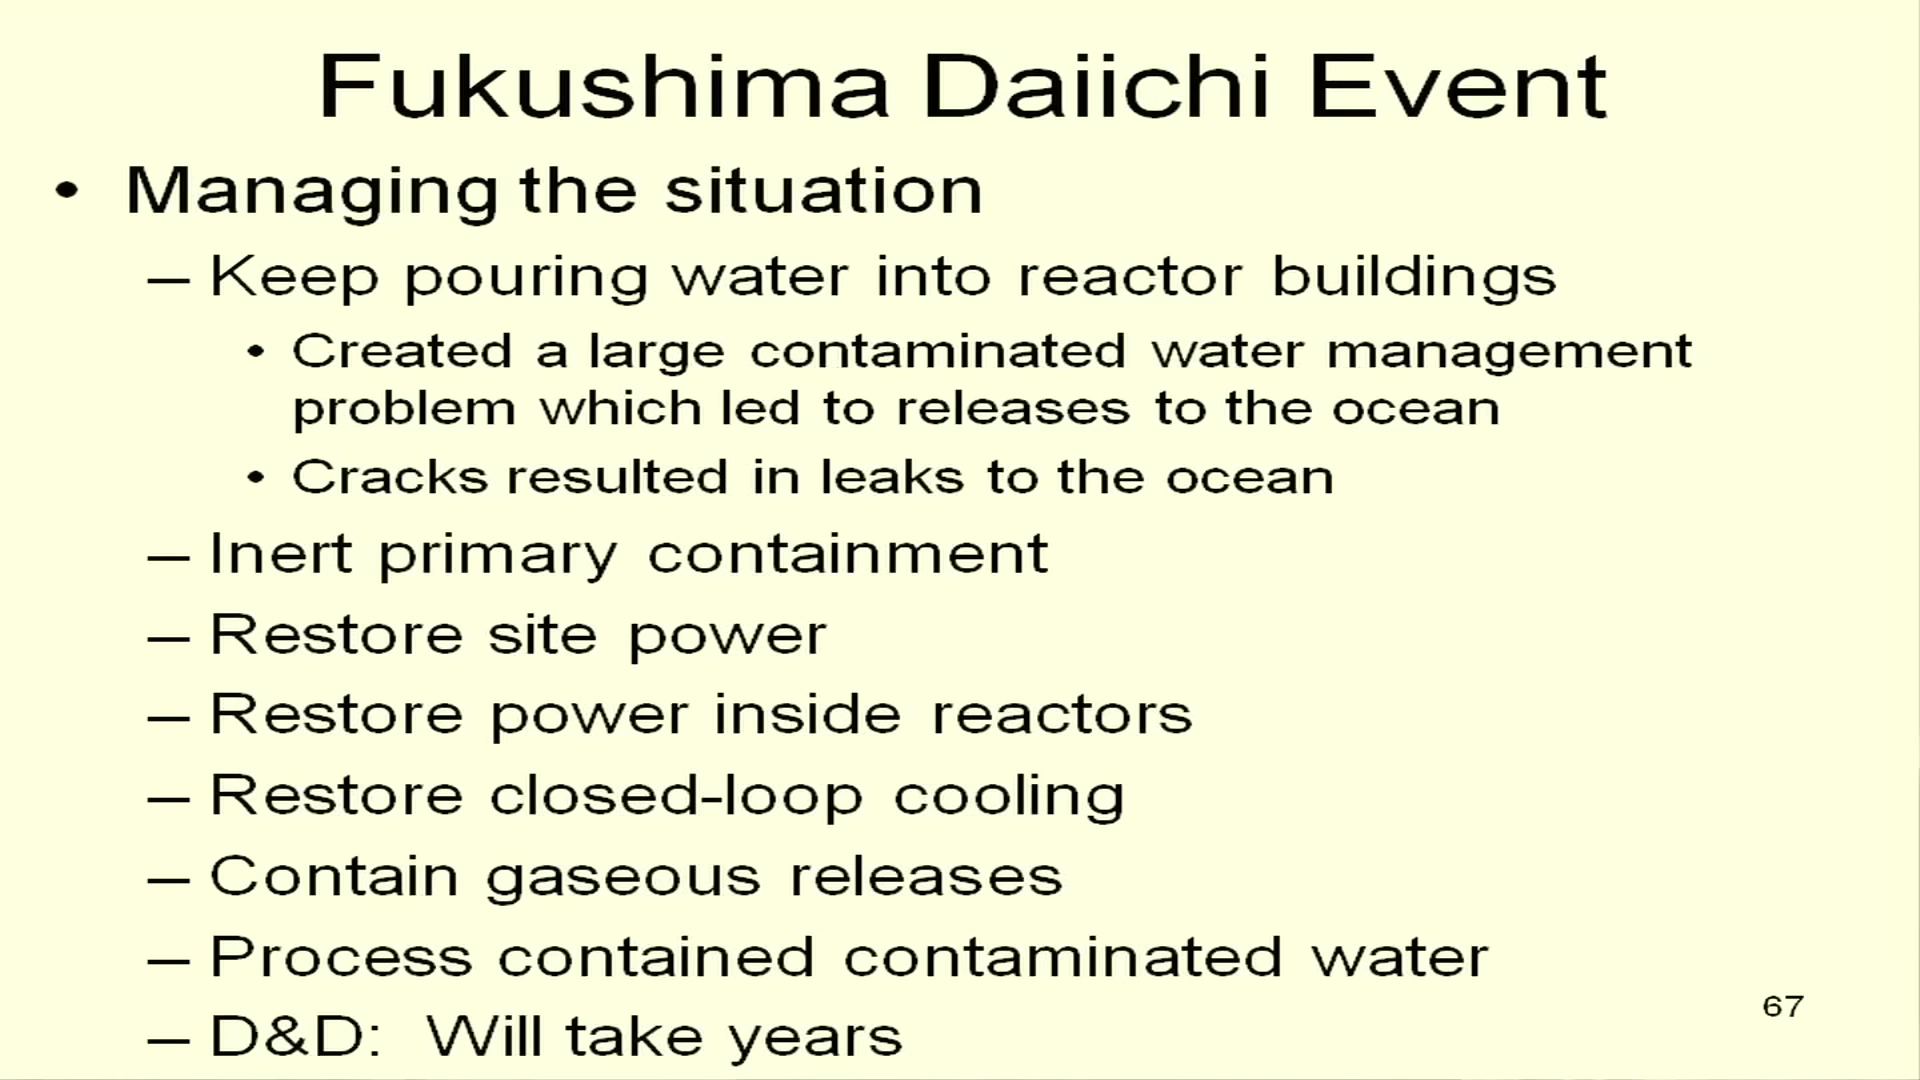 Fukushima Daiichi Event
• Managing the situation
– Keep pouring water into reactor buildings
• Created a large contaminated water management
problem which led to releases to the ocean
• Cracks resulted in leaks to the ocean
– Inert primary containment
– Restore site power
– Restore power inside reactors
– Restore closed-loop cooling
– Contain gaseous releases
– Process contained contaminated water
67
– D&D: Will take years